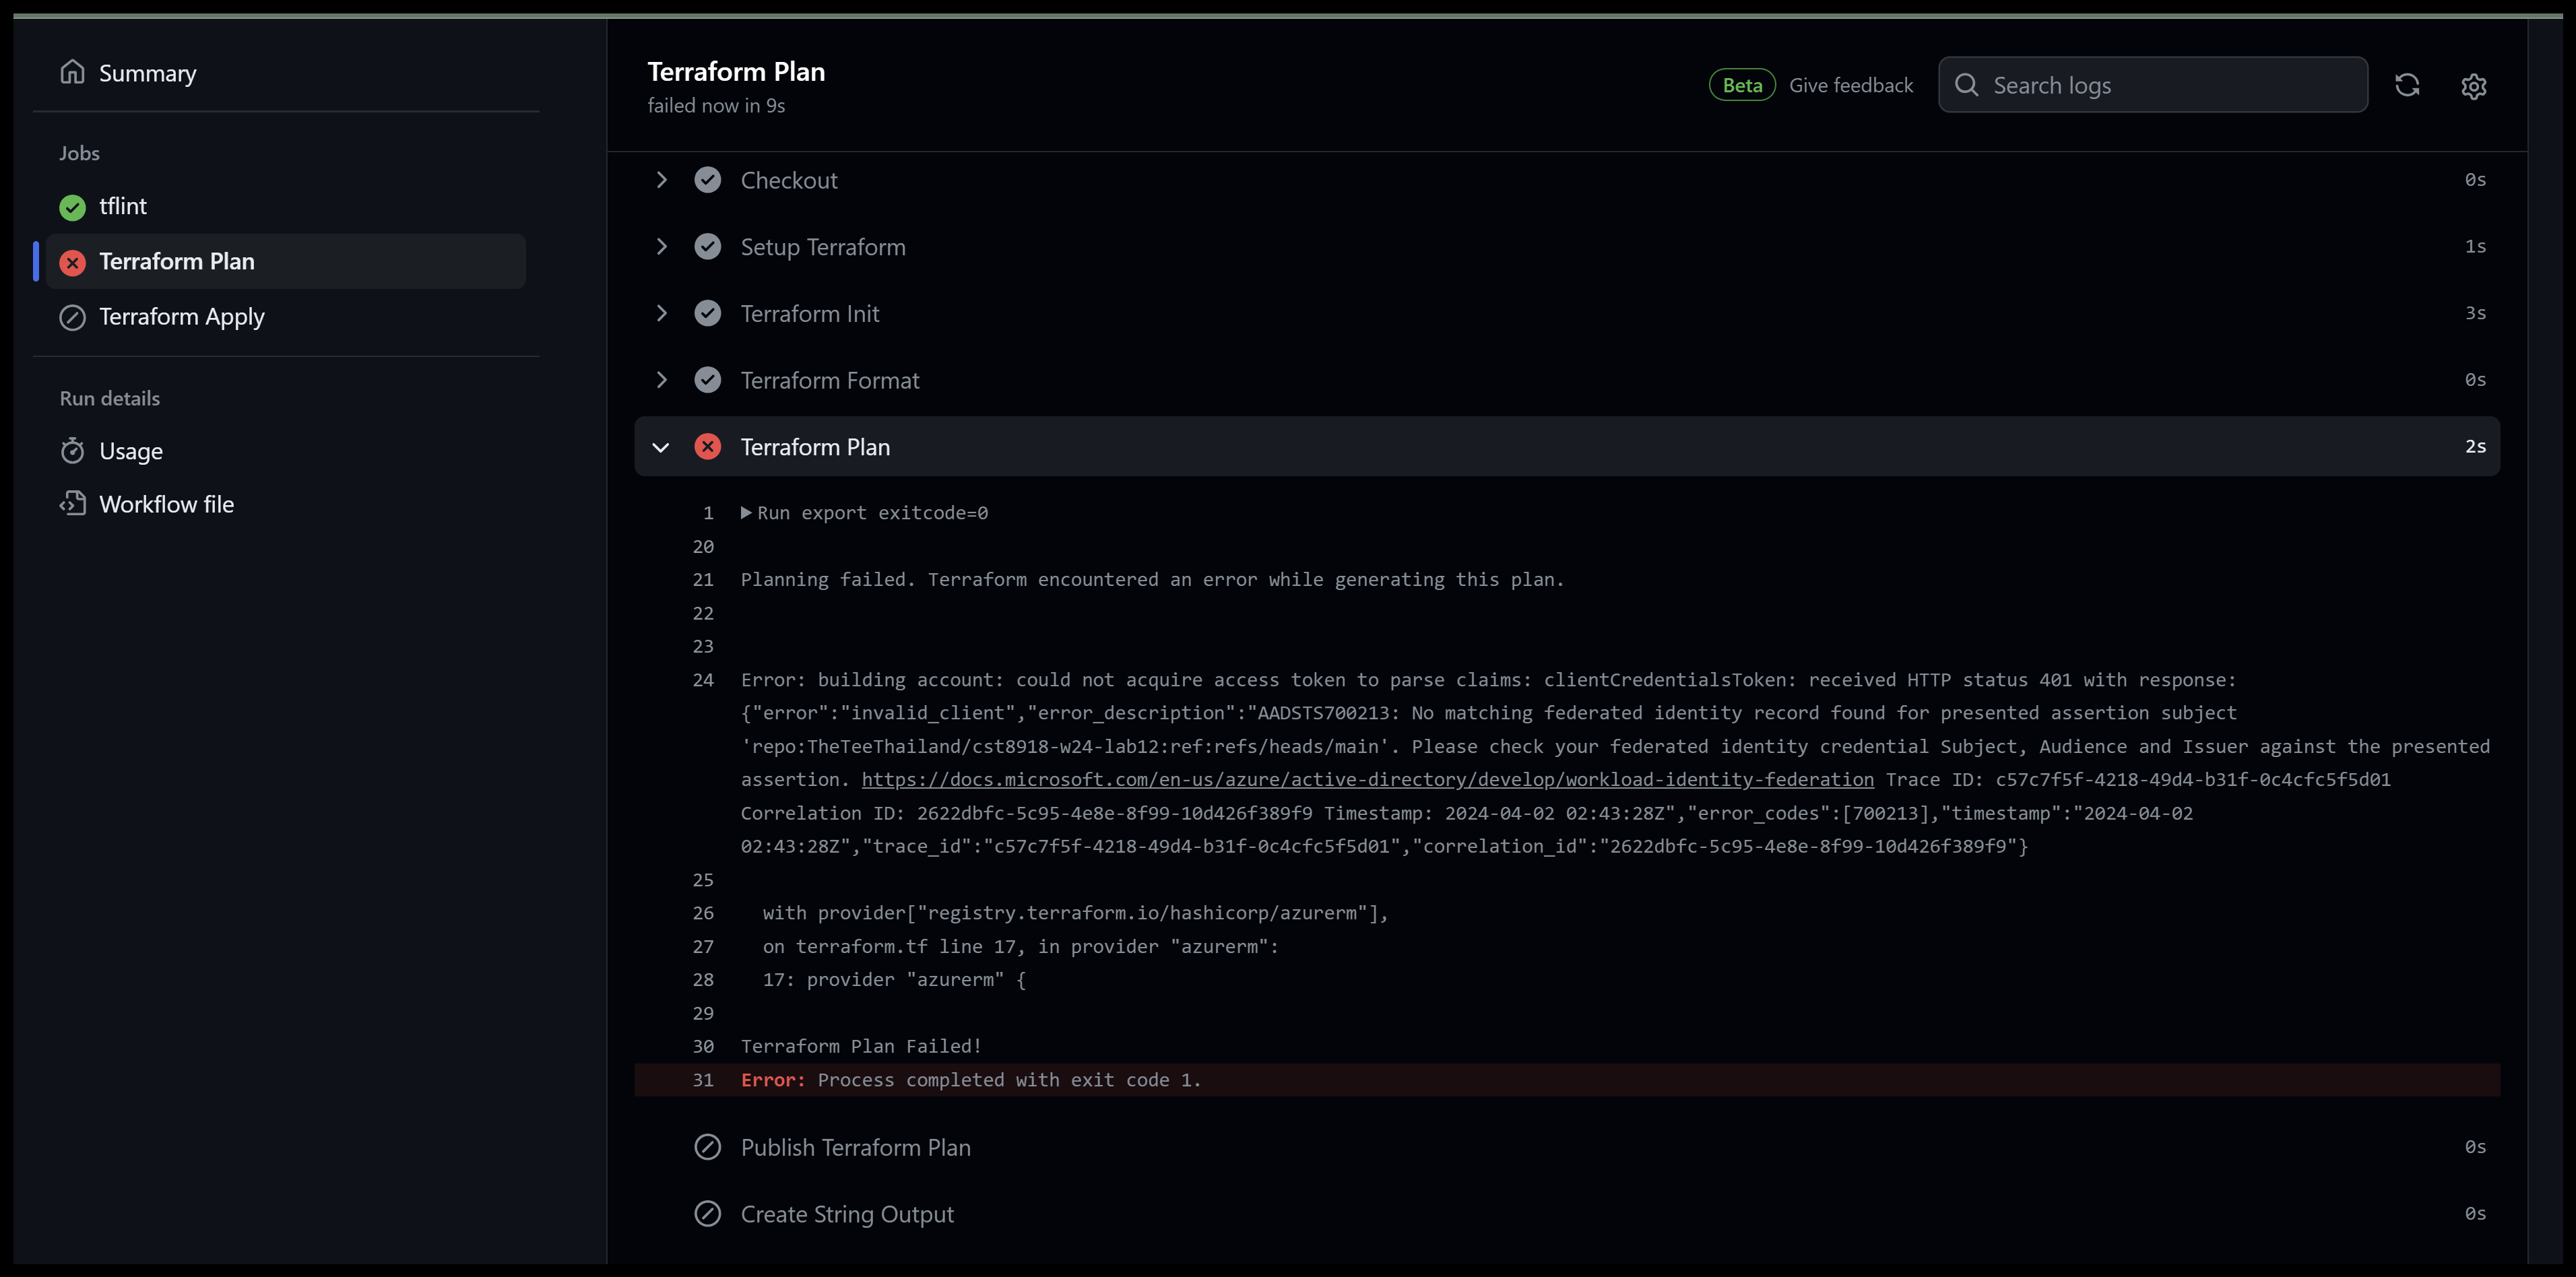 Summary
Jobs
tflint
Terraform Plan
Terraform Apply
Run details
Usage
Workflow file
Terraform Plan
failed now in 9s
Beta Give feedback Search logs
Checkout 0s
Setup Terraform 1s
Terraform Init 3s
Terraform Format 0s
Terraform Plan 2s
1 Run export exitcode=0
20
21 Planning failed. Terraform encountered an error while generating this plan.
22
23
24 Error: building account: could not acquire access token to parse claims: clientCredentialsToken: received HTTP status 401 with response:
{"error":"invalid_client","error_description":"AADSTS700213: No matching federated identity record found for presented assertion subject
'repo:TheTeeThailand/cst8918-w24-lab12:ref:refs/heads/main'. Please check your federated identity credential Subject, Audience and Issuer against the presented
assertion. https://docs.microsoft.com/en-us/azure/active-directory/develop/workload-identity-federation Trace ID: c57c7f5f-4218-49d4-b31f-0c4cfc5f5d01
Correlation ID: 2622dbfc-5c95-4e8e-8f99-10d426f389f9 Timestamp: 2024-04-02 02:43:28Z","error_codes":[700213],"timestamp":"2024-04-02
02:43:28Z","trace_id":"c57c7f5f-4218-49d4-b31f-0c4cfc5f5d01","correlation_id":"2622dbfc-5c95-4e8e-8f99-10d426f389f9"}
25
26 with provider["registry.terraform.io/hashicorp/azurerm"],
27 on terraform.tf line 17, in provider "azurerm":
28 17: provider "azurerm" {
29
30 Terraform Plan Failed!
31 Error: Process completed with exit code 1.
Publish Terraform Plan 0s
Create String Output 0s